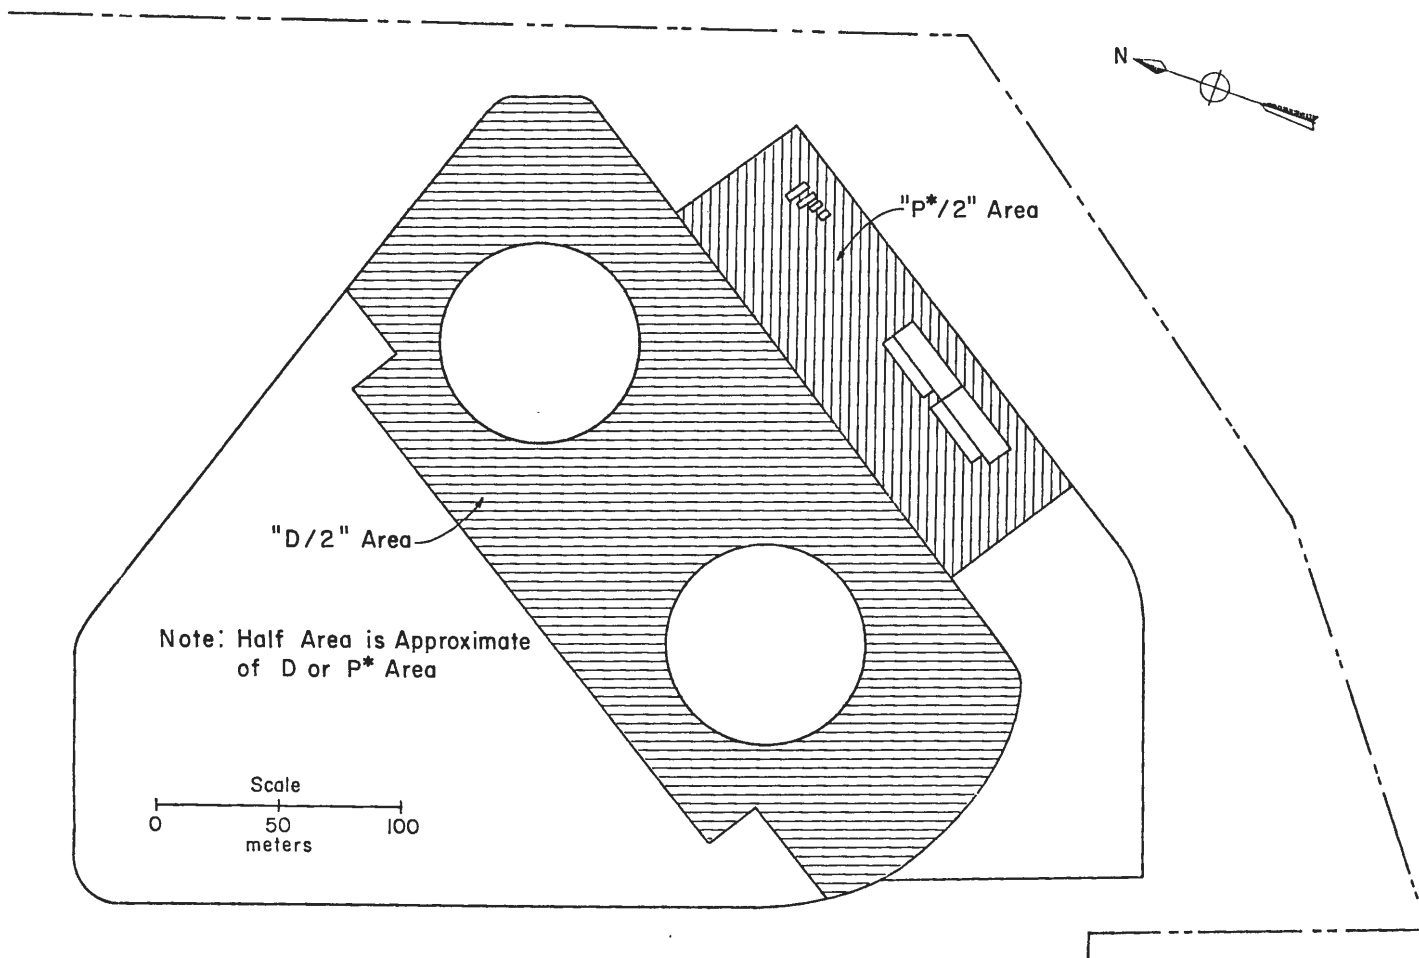 N
"P*/2" Area
"D/2" Area
Note: Half Area is Approximate
of D or P* Area
Scale
0 50 100
meters